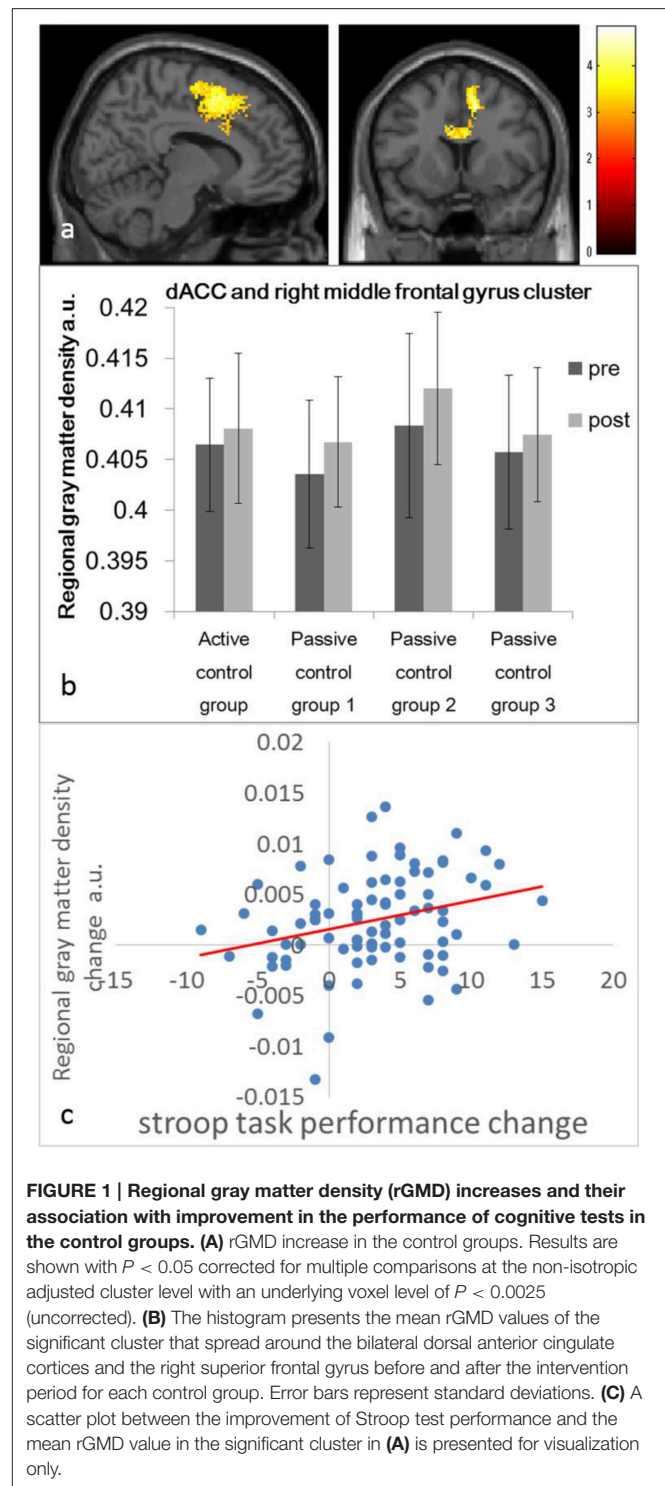 4
3
2
1
0
a
dACC and right middle frontal gyrus cluster
Regional gray matter density a.u.
0.42
0.415
0.41
0.405
0.4
0.395
0.39
pre
post
Active control group
Passive control group 1
Passive control group 2
Passive control group 3
b
Regional gray matter density
change a.u.
0.02
0.015
0.01
0.005
0
-0.005
-0.01
-0.015
-15
-10
-5
0
5
10
15
20
c
stroop task performance change
FIGURE 1 | Regional gray matter density (rGMD) increases and their
association with improvement in the performance of cognitive tests in
the control groups. (A) rGMD increase in the control groups. Results are
shown with P < 0.05 corrected for multiple comparisons at the non-isotropic
adjusted cluster level with an underlying voxel level of P < 0.0025
(uncorrected). (B) The histogram presents the mean rGMD values of the
significant cluster that spread around the bilateral dorsal anterior cingulate
cortices and the right superior frontal gyrus before and after the intervention
period for each control group. Error bars represent standard deviations. (C) A
scatter plot between the improvement of Stroop test performance and the
mean rGMD value in the significant cluster in (A) is presented for visualization
only.